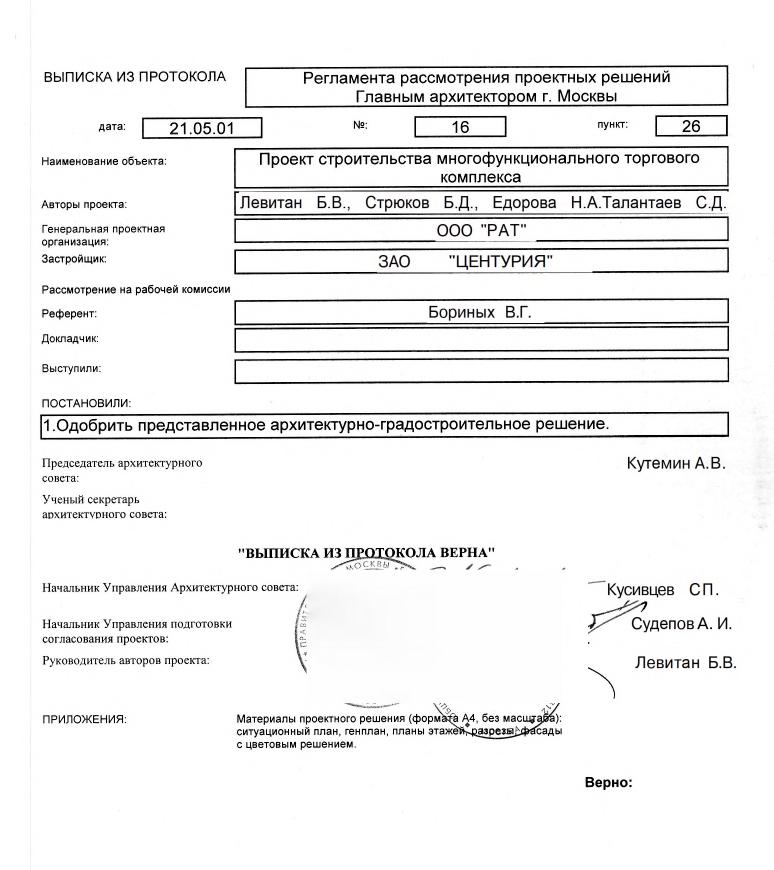 ВЫПИСКА ИЗ ПРОТОКОЛА
Регламента рассмотрения проектных решений
Главным архитектором г. Москвы
дата: 21.05.01 №: 16 пункт: 26
Наименование объекта:
Проект строительства многофункционального торгового
комплекса
Авторы проекта: Левитан Б.В., Стрюков Б.Д., Едорова Н.А.Талантаев С.Д.
Генеральная проектная
организация:
ООО "РАТ"
Застройщик: ЗАО "ЦЕНТУРИЯ"
Рассмотрение на рабочей комиссии
Референт: Бориных В.Г.
Докладчик:
Выступили:
ПОСТАНОВИЛИ:
1.Одобрить представленное архитектурно-градостроительное решение.
Председатель архитектурного
совета:
Кутемин А.В.
Ученый секретарь
архитектурного совета:
"ВЫПИСКА ИЗ ПРОТОКОЛА ВЕРНА"
МОСКВЫ
Начальник Управления Архитектурного совета: Кусивцев СП.
Начальник Управления подготовки
согласования проектов:
Судепов А. И.
Руководитель авторов проекта: Левитан Б.В.
ПРИЛОЖЕНИЯ:
Материалы проектного решения (формата А4, без масштаба):
ситуационный план, генплан, планы этажей, разрезы, фасады
с цветовым решением.
Верно: